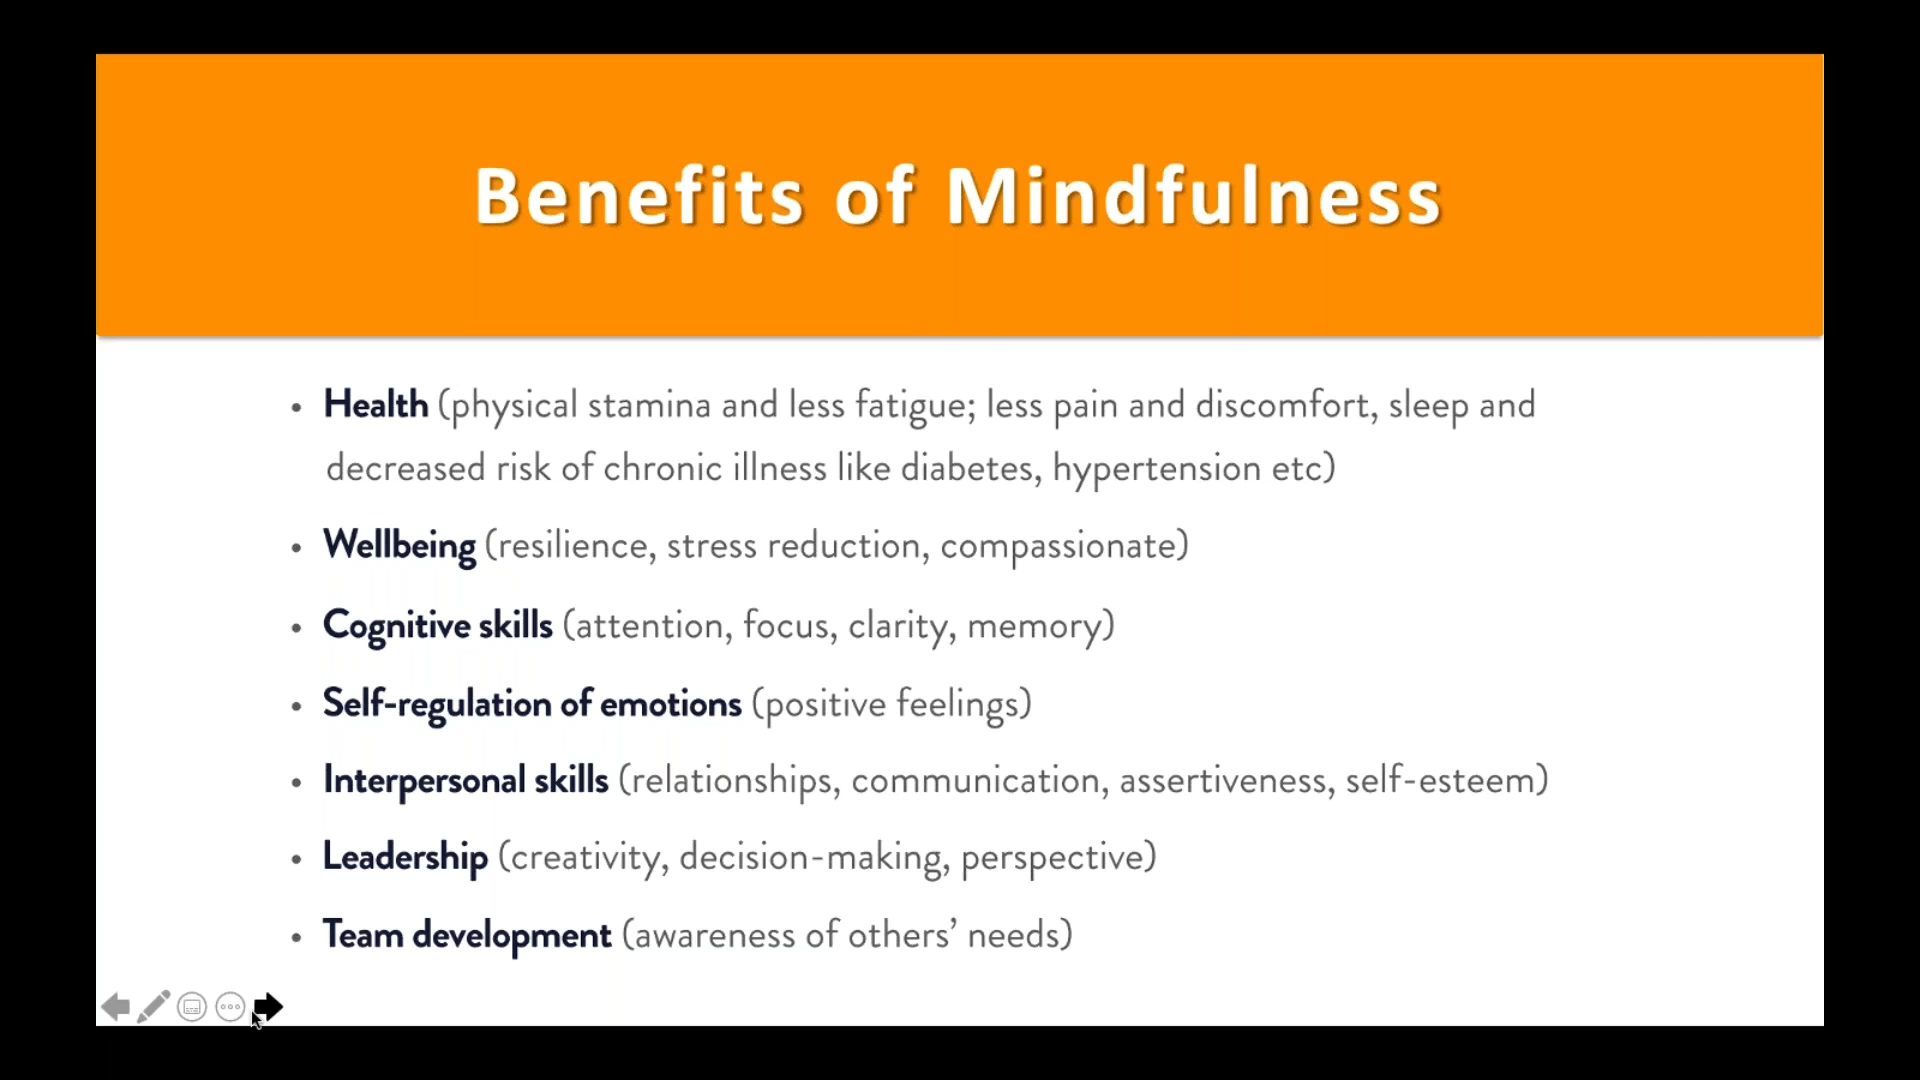 Benefits of Mindfulness
• Health (physical stamina and less fatigue; less pain and discomfort, sleep and
decreased risk of chronic illness like diabetes, hypertension etc)
• Wellbeing (resilience, stress reduction, compassionate)
• Cognitive skills (attention, focus, clarity, memory)
• Self-regulation of emotions (positive feelings)
• Interpersonal skills (relationships, communication, assertiveness, self-esteem)
• Leadership (creativity, decision-making, perspective)
• Team development (awareness of others’ needs)